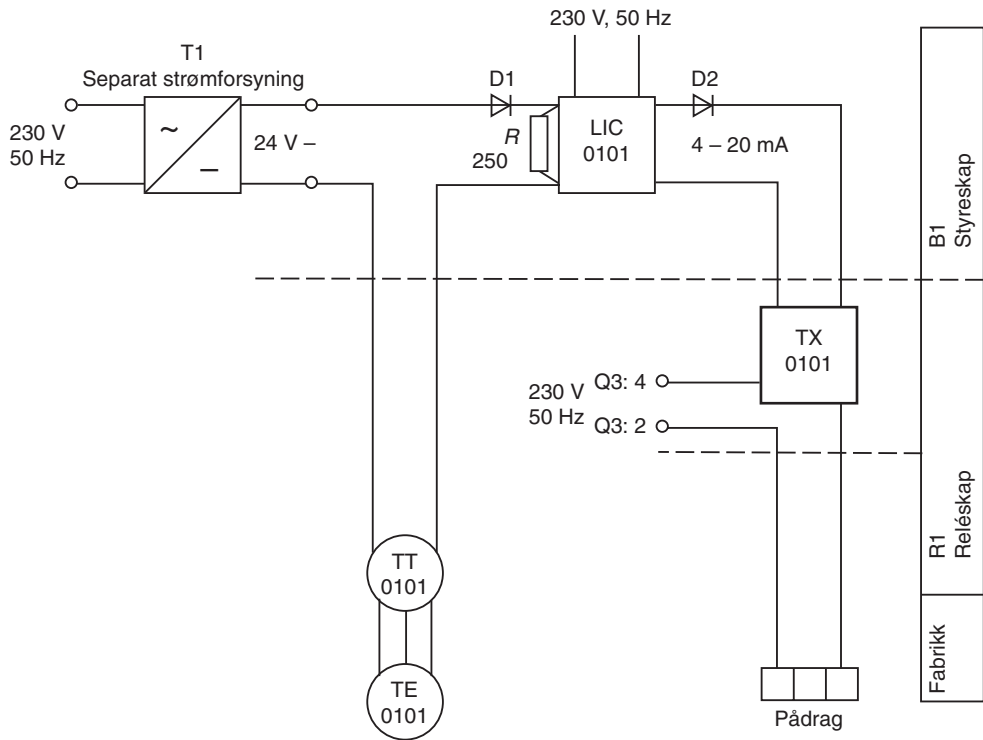 230 V, 50 Hz
T1
Separat strømforsyning
230 V
50 Hz
~
–
24 V –
D1
R
250
LIC
0101
D2
4 – 20 mA
B1
Styreskap
TX
0101
230 V
50 Hz
Q3: 4
Q3: 2
R1
Reléskap
TT
0101
TE
0101
Fabrikk
Pådrag